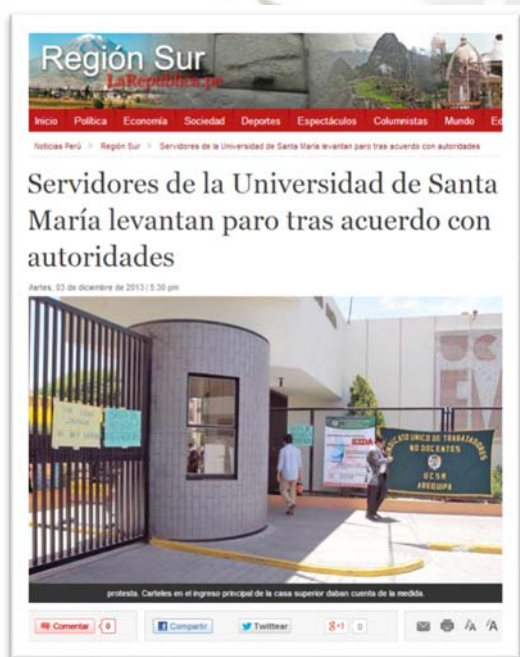 Región Sur
LaRepública.pe
Inicio Política Economía Sociedad Deportes Espectáculos Columnistas Mundo Ed
Noticias Perú Región Sur Servidores de la Universidad de Santa María levantan paro tras acuerdo con autoridades
Servidores de la Universidad de Santa
María levantan paro tras acuerdo con
autoridades
Martes, 03 de diciembre de 2013 | 5:30 pm
UC
SIDA
SINDICATO UNICO DE TRABAJADORES
NO DOCENTES
UCSM
AREQUIPA
protesta. Carteles en el ingreso principal de la casa superior daban cuenta de la medida.
Comentar 0 Compartir Twittear +1 0 A A